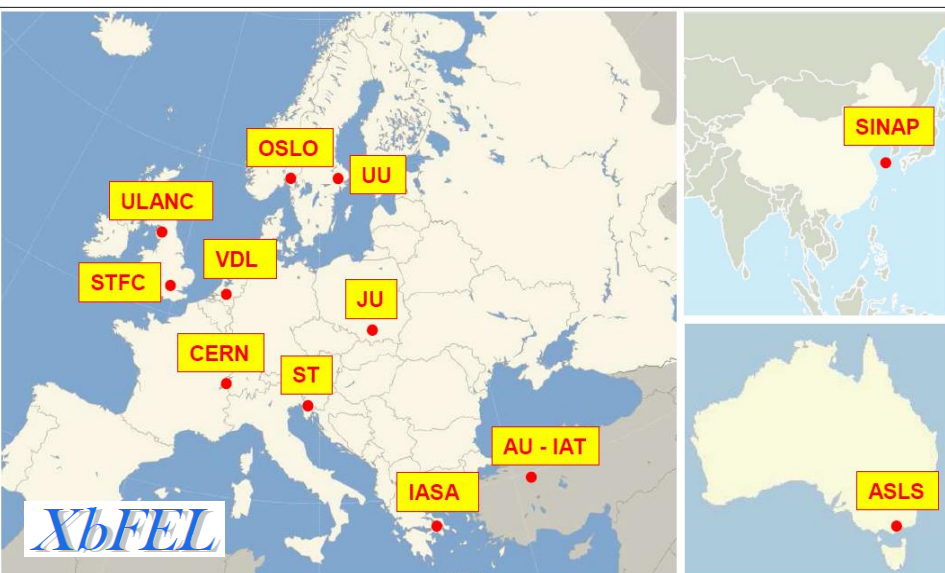 SINAP
OSLO
UU
ULANC
VDL
STFC
JU
CERN
ST
AU - IAT
IASA
ASLS
XbFEL